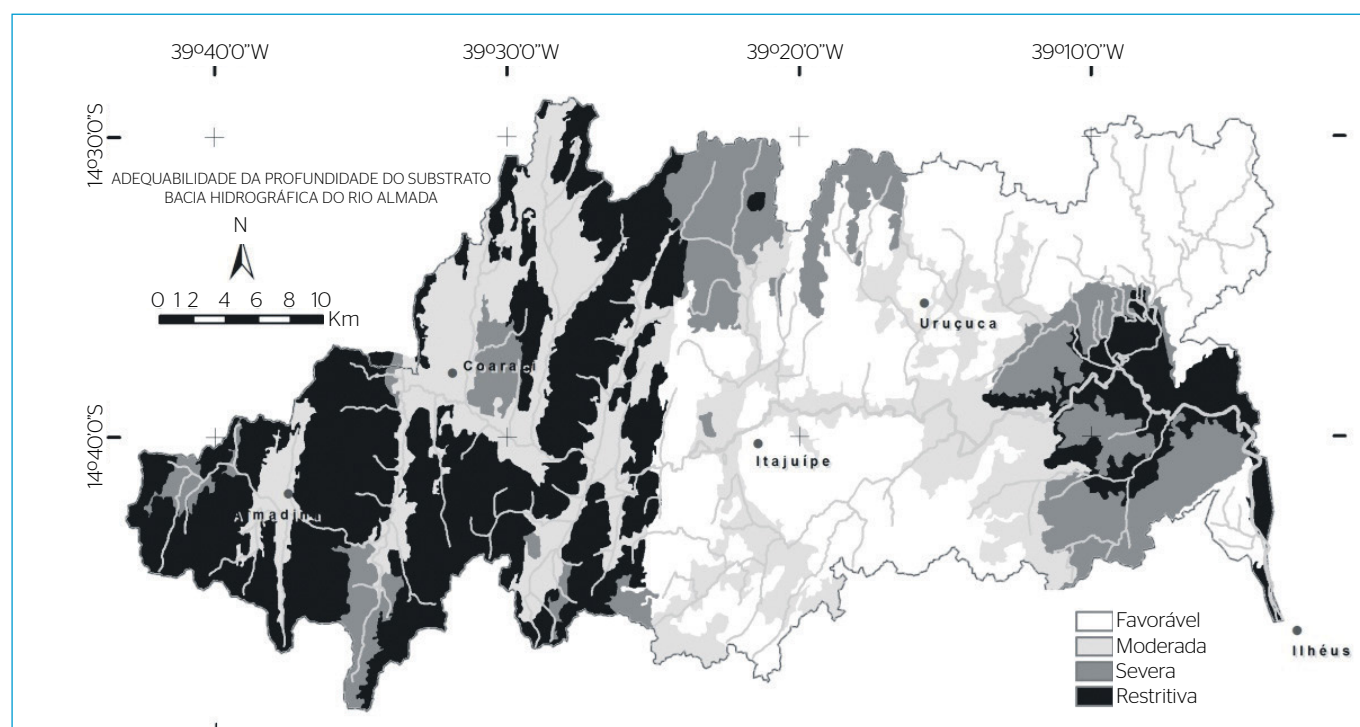 39º40'0"W 39º30'0"W 39º20'0"W 39º10'0"W
14º30'0"S
ADEQUABILIDADE DA PROFUNDIDADE DO SUBSTRATO
BACIA HIDROGRÁFICA DO RIO ALMADA
N
0 1 2 4 6 8 10
Km
Uruçuca
Coaraci
14º40'0"S
Itajuípe
Almadina
Favorável
Moderada
Severa
Restritiva
Ilhéus